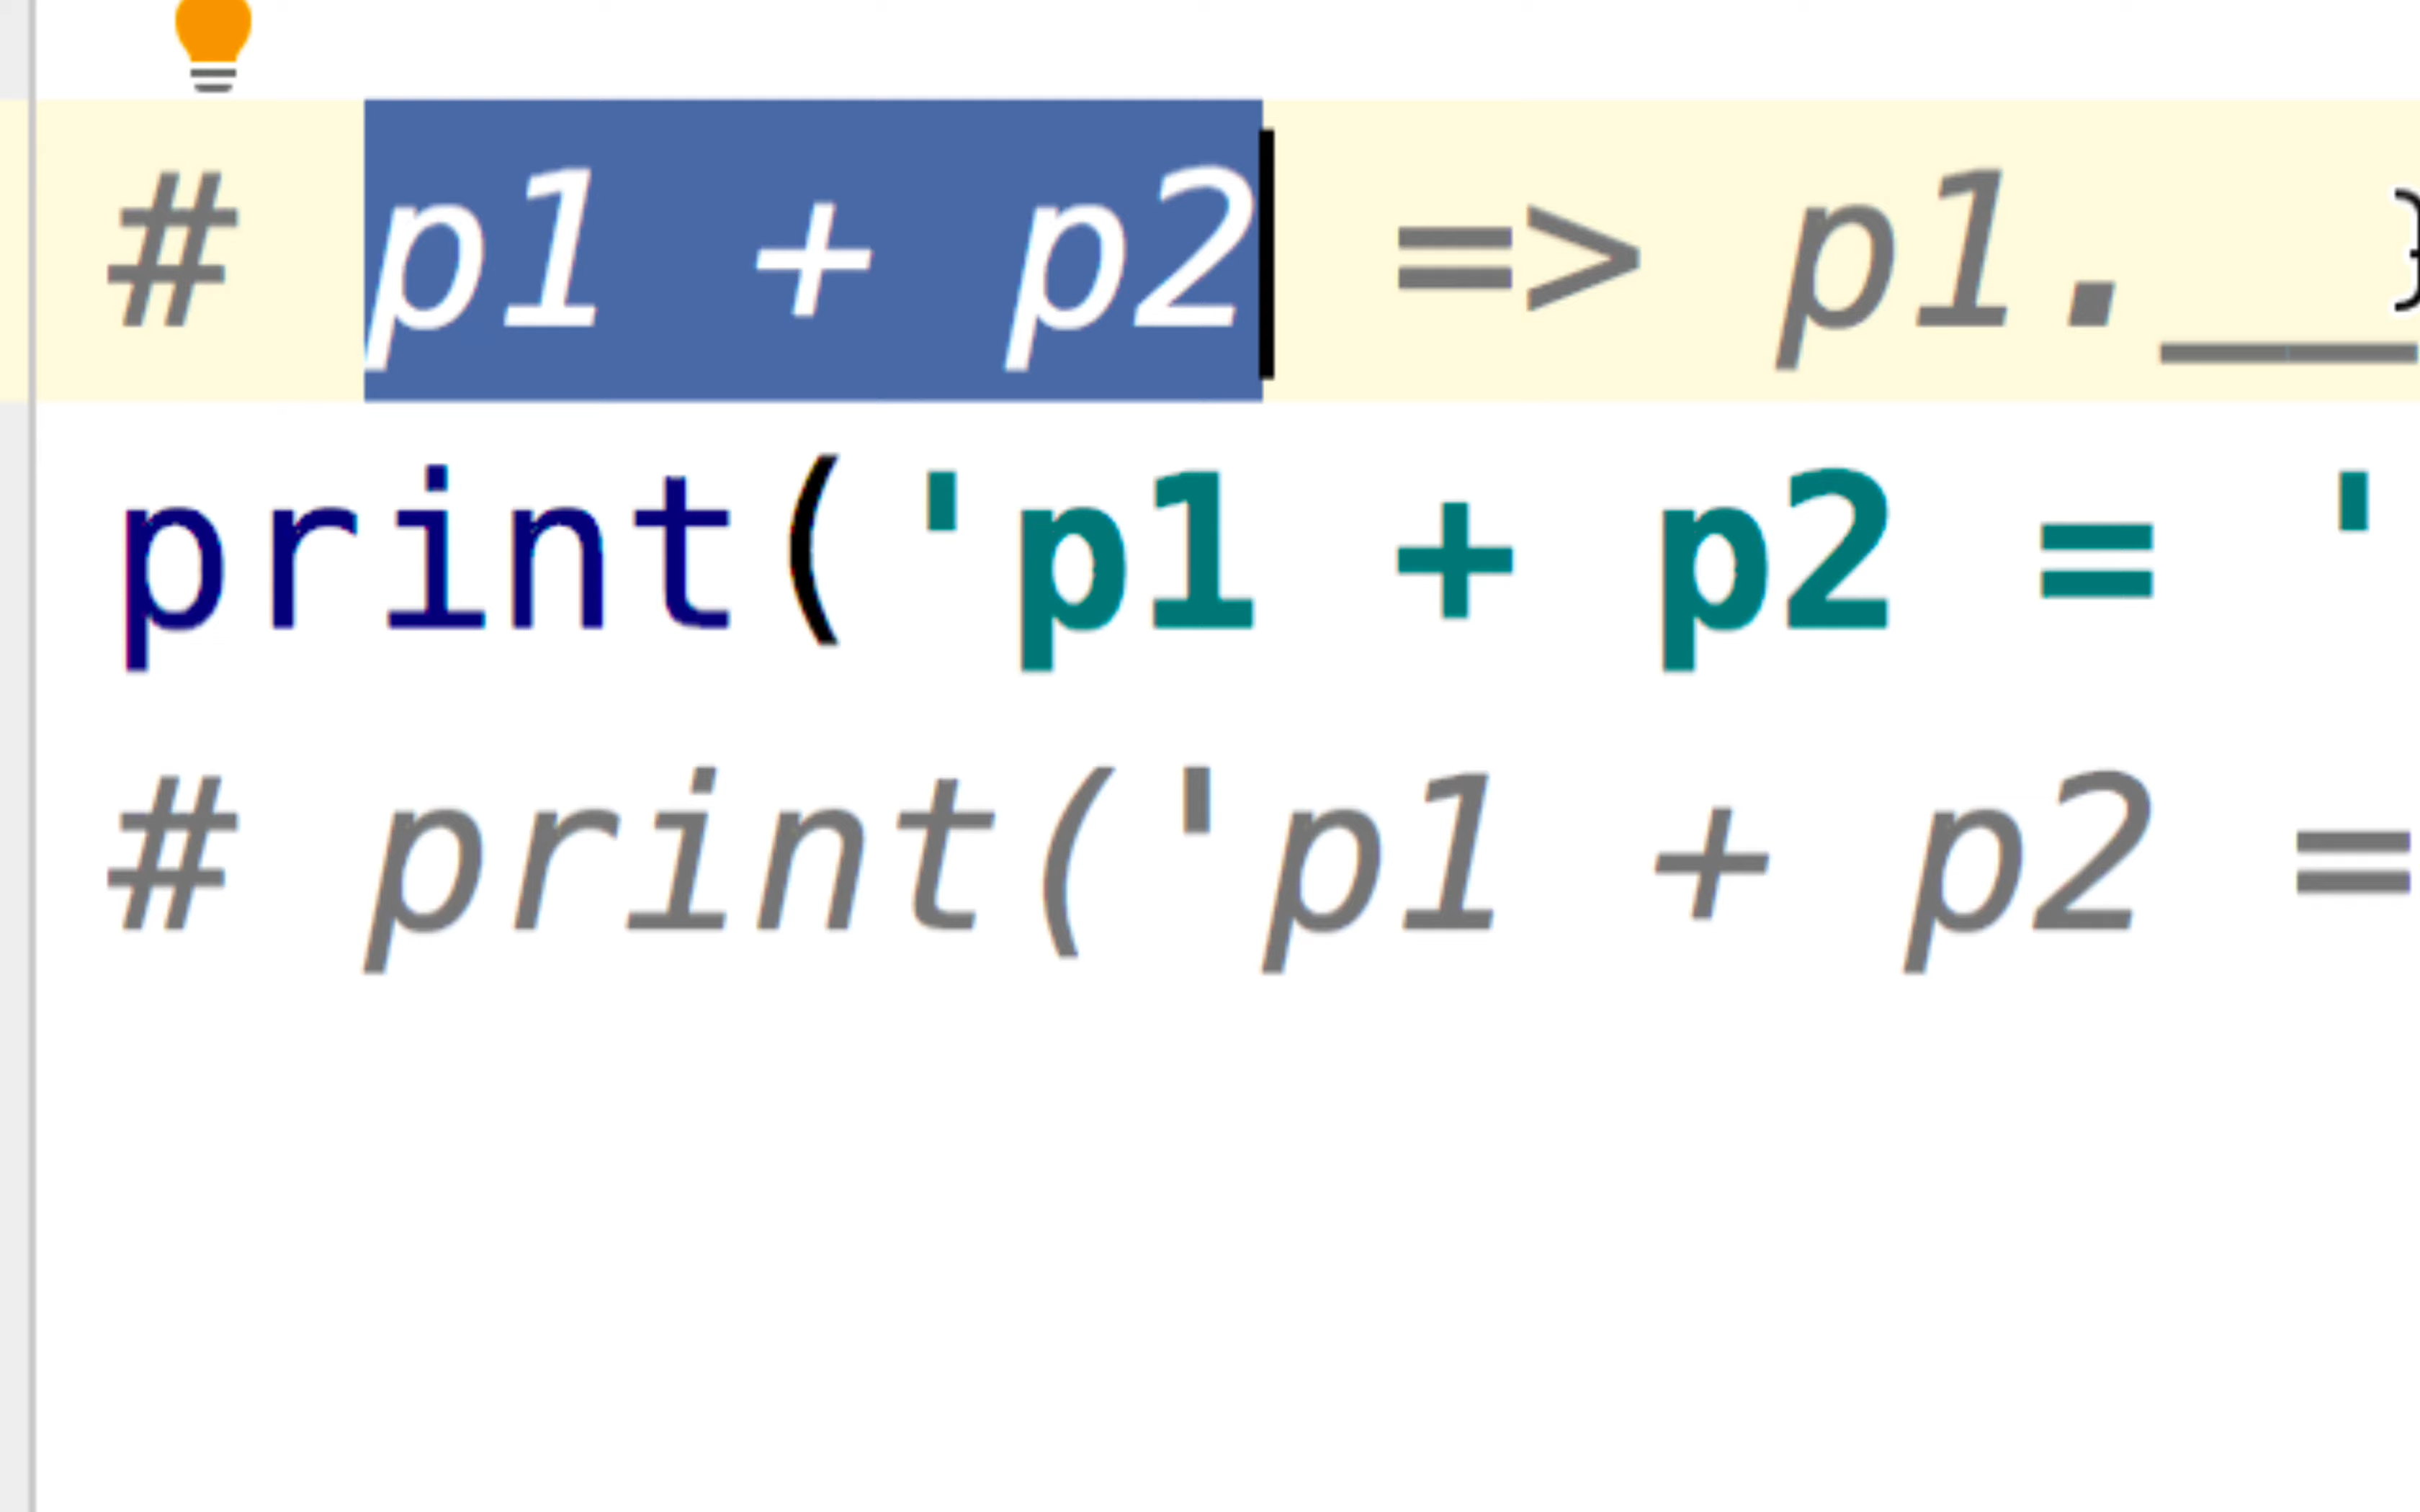 # p1 + p2 => p1.__
print('p1 + p2 = '
# print('p1 + p2 =